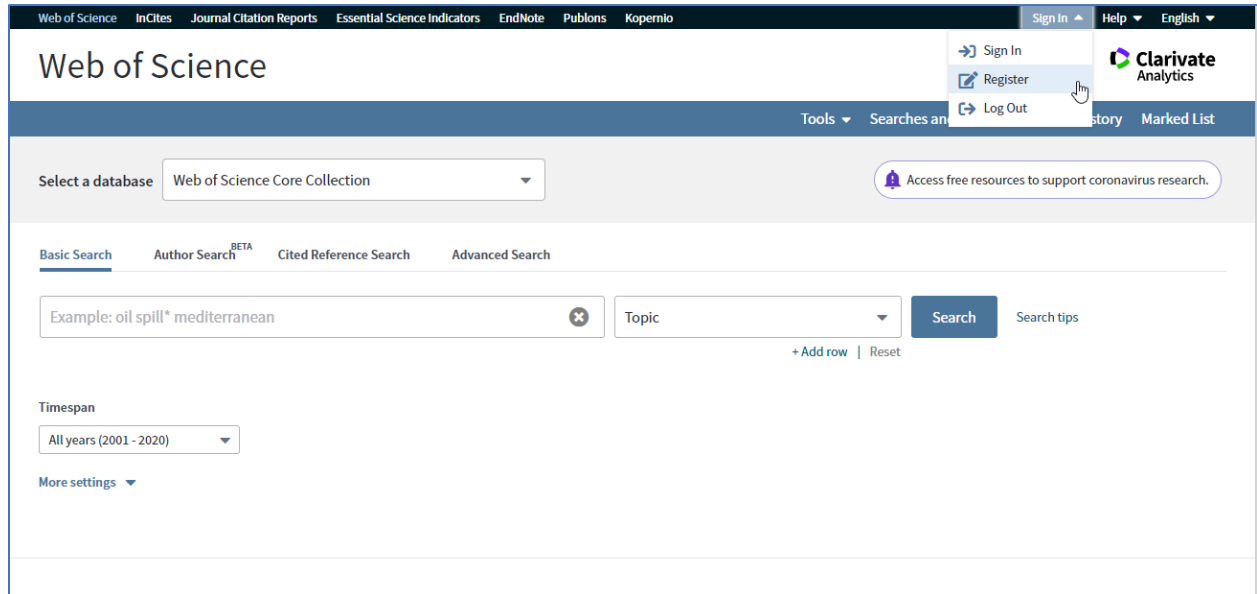 Web of Science InCites Journal Citation Reports Essential Science Indicators EndNote Publons Kopernio Sign In Help English
Sign In
Web of Science
Clarivate
Analytics
Register
Log Out
Tools Searches an story Marked List
Select a database Web of Science Core Collection
Access free resources to support coronavirus research.
Basic Search Author Search BETA Cited Reference Search Advanced Search
Example: oil spill* mediterranean Topic Search Search tips
+ Add row | Reset
Timespan
All years (2001 - 2020)
More settings